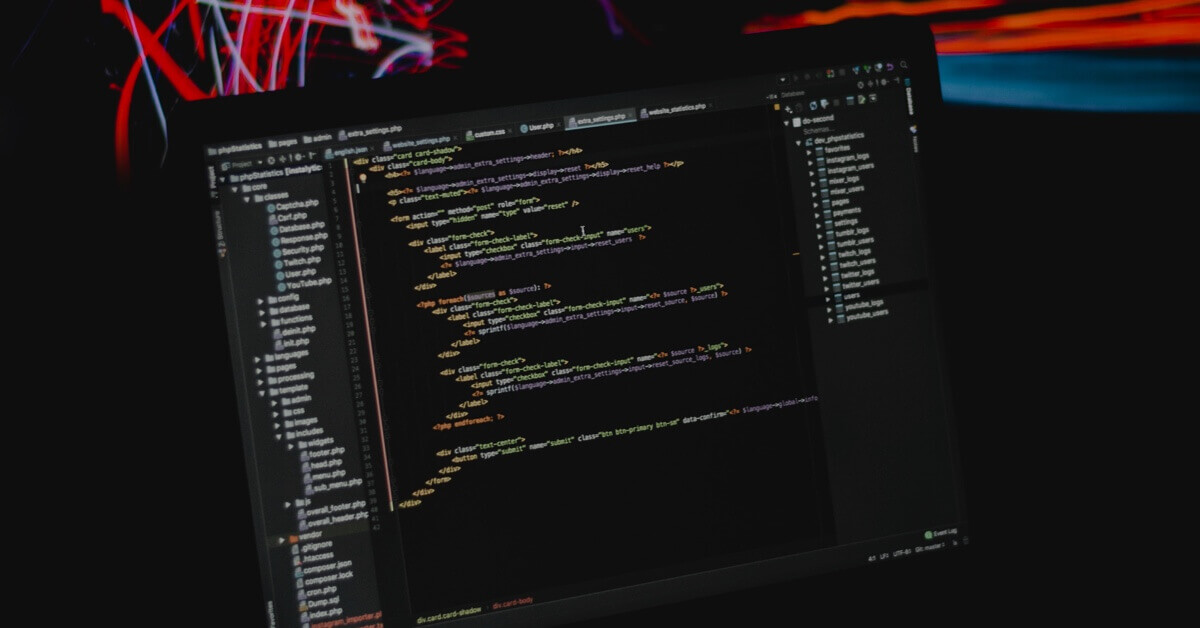 phpStatistics pages admin extra_settings.php
english.json website_settings.php custom.css User.php extra_settings.php website_statistics.php
Project
phpStatistics
core
classes
Captcha.php
Csrf.php
Database.php
Response.php
Security.php
Twitch.php
User.php
YouTube.php
config
database
functions
deinit.php
init.php
languages
pages
processing
template
admin
css
images
includes
widgets
footer.php
head.php
menu.php
sub_menu.php
js
overall_footer.php
overall_header.php
vendor
.gitignore
.htaccess
composer.json
composer.lock
cron.php
Dump.sql
index.php
<div class="card card-shadow">
<div class="card-body">
<h4><?= $language->admin_extra_settings->header; ?></h4>
<h5><?= $language->admin_extra_settings->display->reset ?></h5>
<p class="text-muted"><?= $language->admin_extra_settings->display->reset_help ?></p>
<form action="" method="post" role="form">
<input type="hidden" name="type" value="reset" />
<div class="form-check">
<label class="form-check-label">
<input type="checkbox" class="form-check-input" name="users">
<?= $language->admin_extra_settings->input->reset_users ?>
</label>
</div>
<?php foreach($sources as $source): ?>
<div class="form-check">
<label class="form-check-label">
<input type="checkbox" class="form-check-input" name="<?= $source ?>_users">
<?= sprintf($language->admin_extra_settings->input->reset_source, $source) ?>
</label>
</div>
<div class="form-check">
<label class="form-check-label">
<input type="checkbox" class="form-check-input" name="<?= $source ?>_logs">
<?= sprintf($language->admin_extra_settings->input->reset_source_logs, $source) ?>
</label>
</div>
<?php endforeach; ?>
<div class="text-center">
<button type="submit" name="submit" class="btn btn-primary btn-sm" data-confirm="<?= $language->global->info
</div>
</form>
</div>
</div>
div.card.card-shadow div.card-body
Database
do-second
Schemas
dev_phpstatistics
favorites
instagram_logs
instagram_users
mixer_logs
mixer_users
pages
payments
settings
tumblr_logs
tumblr_users
twitch_logs
twitch_users
twitter_logs
twitter_users
users
youtube_logs
youtube_users
Event Log
4:1 LF÷ UTF-8÷ Git: master